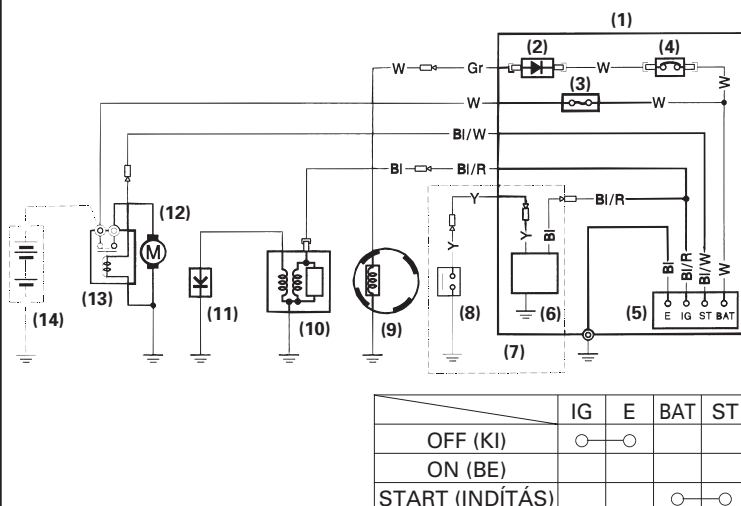 (1)
(2) (4)
W Gr W W
(3)
W W
Bl/W
Bl Bl/R
Y Bl/R
(12)
Y Y Bl Bl Bl/R Bl/W W
M
(13) (11) (10) (9) (8) (6) (5) E IG ST BAT
(14) (7)
IG E BAT ST
OFF (KI)
ON (BE)
START (INDÍTÁS)